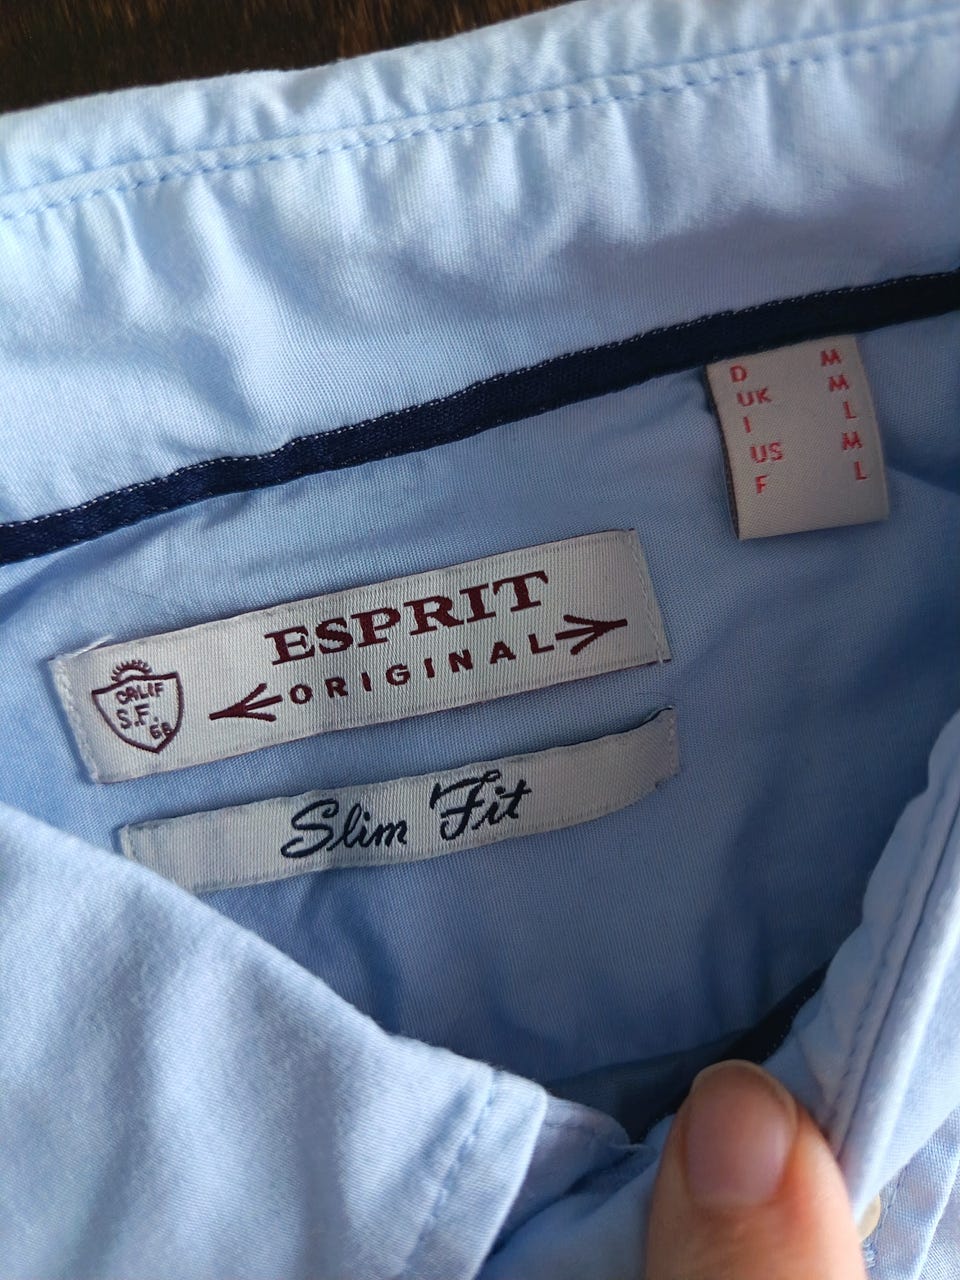 D M
UK M
I L
US M
F L
ESPRIT
ORIGINAL
CALIF
S.F.
68
Slim Fit